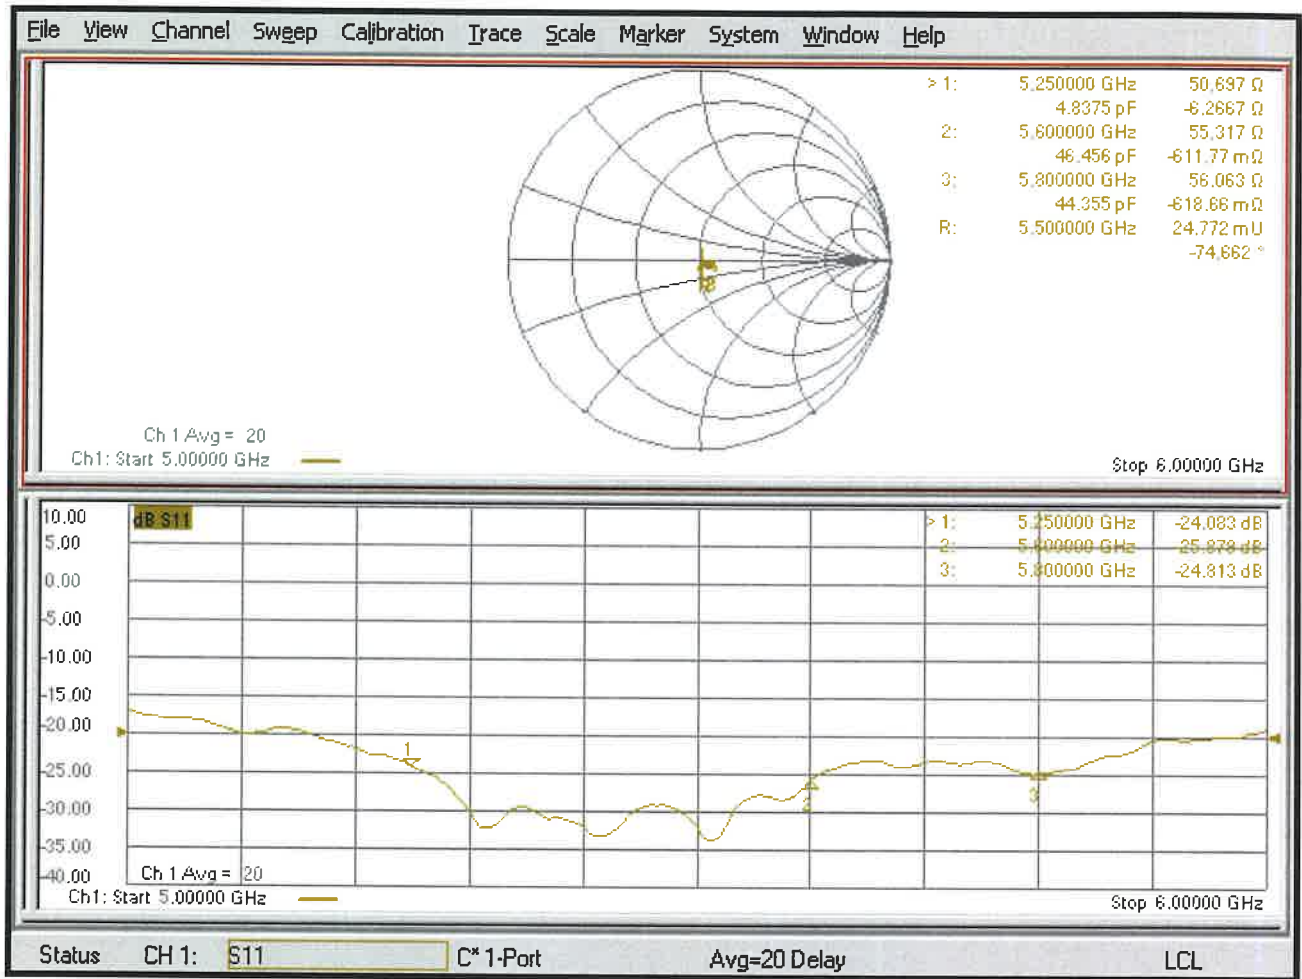 File View Channel Sweep Calibration Trace Scale Marker System Window Help
> 1: 5.250000 GHz 50.697 Ω
4.8375 pF -6.2667 Ω
2: 5.600000 GHz 55.317 Ω
46.456 pF -611.77 mΩ
3: 5.800000 GHz 56.063 Ω
44.355 pF -618.66 mΩ
R: 5.500000 GHz 24.772 mU
-74.662 °
Ch 1 Avg = 20
Ch1: Start 5.00000 GHz
Stop 6.00000 GHz
10.00
dB S11
> 1: 5.250000 GHz -24.083 dB
5.00
2: 5.600000 GHz -25.878 dB
0.00
3: 5.800000 GHz -24.813 dB
-5.00
-10.00
-15.00
-20.00
1
-25.00
2
3
-30.00
-35.00
-40.00
Ch 1 Avg = 20
Ch1: Start 5.00000 GHz
Stop 6.00000 GHz
Status CH 1: S11 C* 1-Port Avg=20 Delay LCL